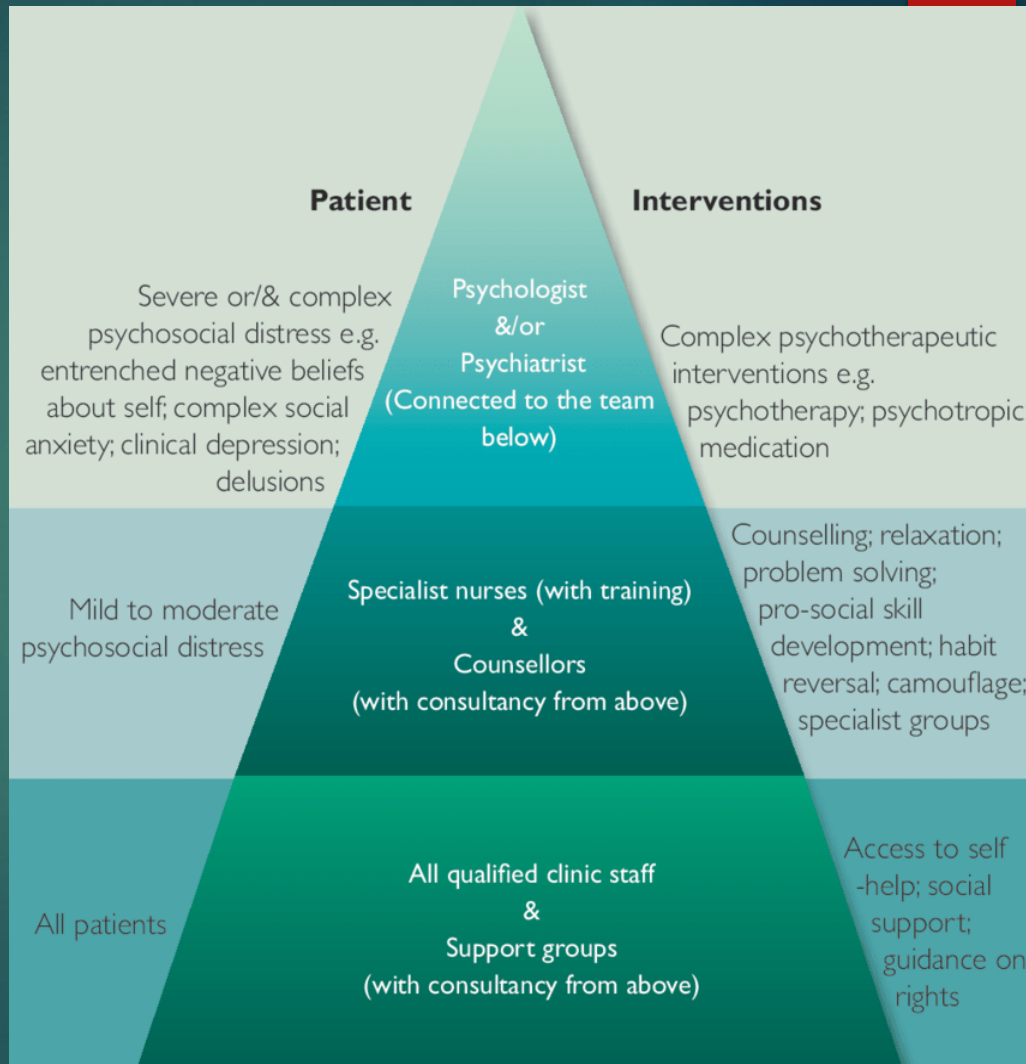 Patient
Interventions
Severe or/& complex
psychosocial distress e.g.
entrenched negative beliefs
about self; complex social
anxiety; clinical depression;
delusions
Psychologist
&/or
Psychiatrist
(Connected to the team
below)
Complex psychotherapeutic
interventions e.g.
psychotherapy; psychotropic
medication
Mild to moderate
psychosocial distress
Specialist nurses (with training)
&
Counsellors
(with consultancy from above)
Counselling; relaxation;
problem solving;
pro-social skill
development; habit
reversal; camouflage;
specialist groups
All patients
All qualified clinic staff
&
Support groups
(with consultancy from above)
Access to self
-help; social
support;
guidance on
rights